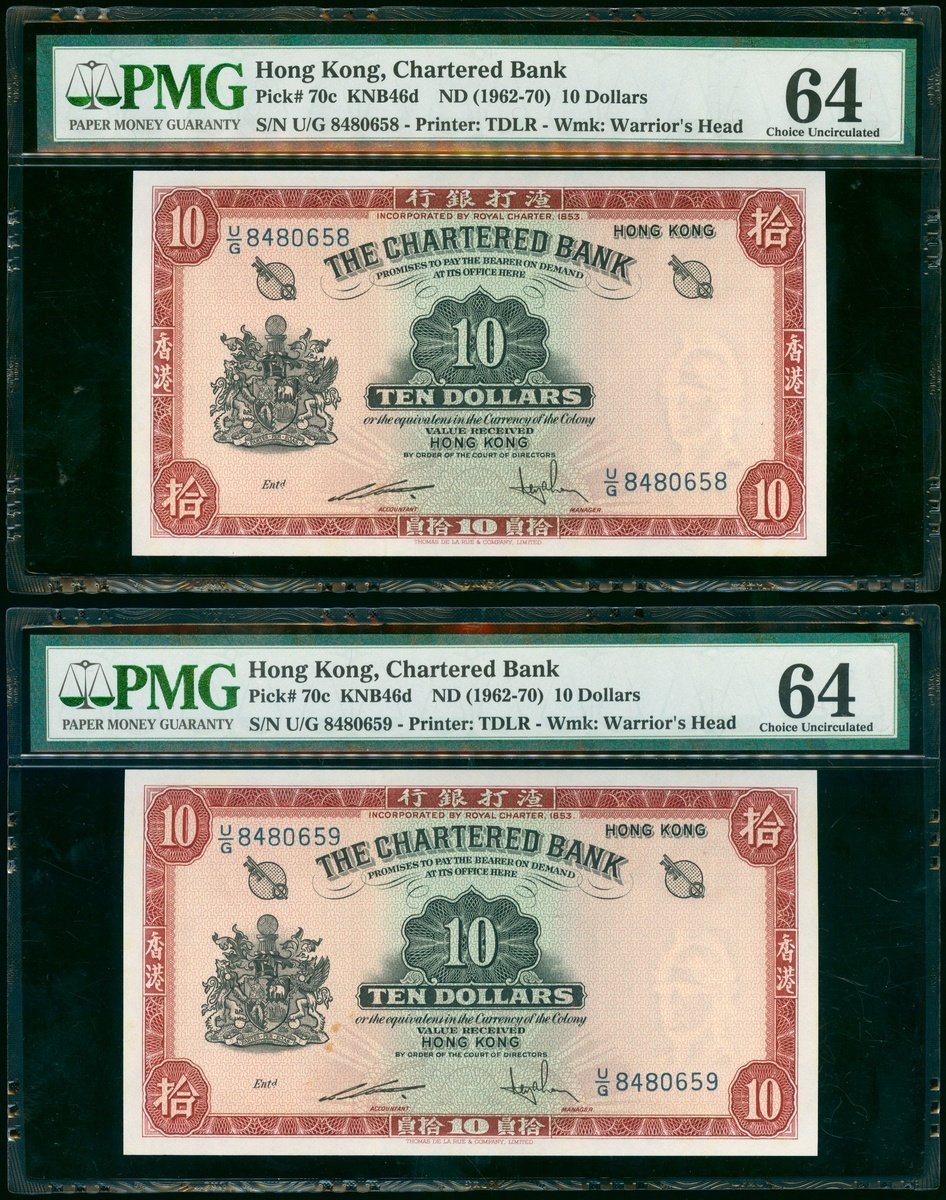 PMG
PAPER MONEY GUARANTY
Hong Kong, Chartered Bank
Pick# 70c KNB46d ND (1962-70) 10 Dollars
S/N U/G 8480658 - Printer: TDLR - Wmk: Warrior's Head
64
Choice Uncirculated
10
行銀打渣
拾
INCORPORATED BY ROYAL CHARTER, 1853.
U/G 8480658
HONG KONG
THE CHARTERED BANK
PROMISES TO PAY THE BEARER ON DEMAND
AT ITS OFFICE HERE
10
香港
香港
TEN DOLLARS
or the equivalent in the Currency of the Colony
VALUE RECEIVED
HONG KONG
BY ORDER OF THE COURT OF DIRECTORS
Entd
U/G 8480658
拾
10
ACCOUNTANT
MANAGER
員拾 10 員拾
THOMAS DE LA RUE & COMPANY, LIMITED.
PMG
PAPER MONEY GUARANTY
Hong Kong, Chartered Bank
Pick# 70c KNB46d ND (1962-70) 10 Dollars
S/N U/G 8480659 - Printer: TDLR - Wmk: Warrior's Head
64
Choice Uncirculated
10
行銀打渣
拾
INCORPORATED BY ROYAL CHARTER, 1853.
U/G 8480659
HONG KONG
THE CHARTERED BANK
PROMISES TO PAY THE BEARER ON DEMAND
AT ITS OFFICE HERE
10
香港
香港
TEN DOLLARS
or the equivalent in the Currency of the Colony
VALUE RECEIVED
HONG KONG
BY ORDER OF THE COURT OF DIRECTORS
Entd
U/G 8480659
拾
10
ACCOUNTANT
MANAGER
員拾 10 員拾
THOMAS DE LA RUE & COMPANY, LIMITED.